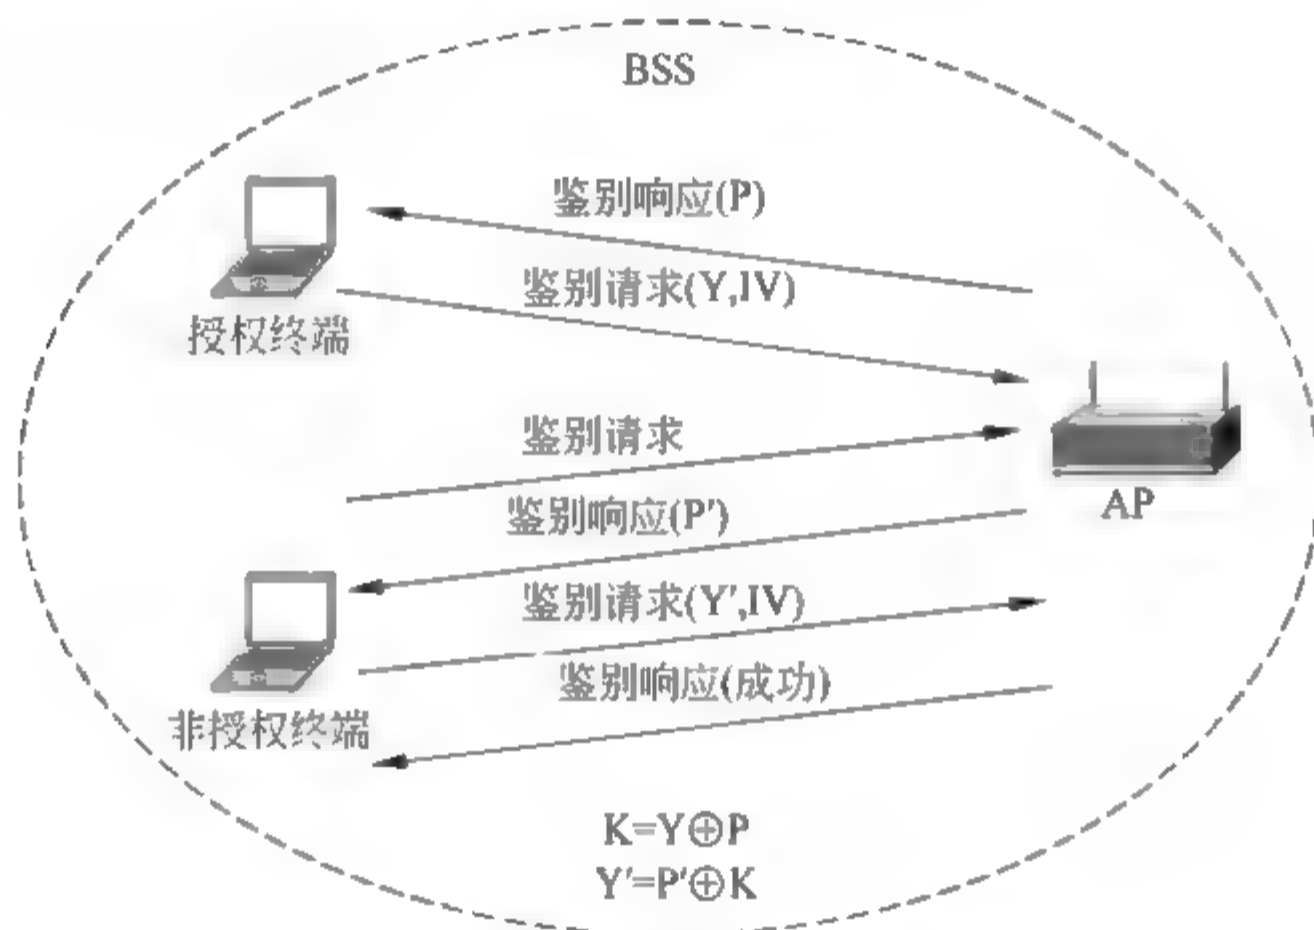 BSS
鉴别响应(P)
鉴别请求(Y,IV)
授权终端
鉴别请求
AP
鉴别响应(P′)
鉴别请求(Y′,IV)
鉴别响应(成功)
非授权终端
K=Y⊕P
Y′=P′⊕K